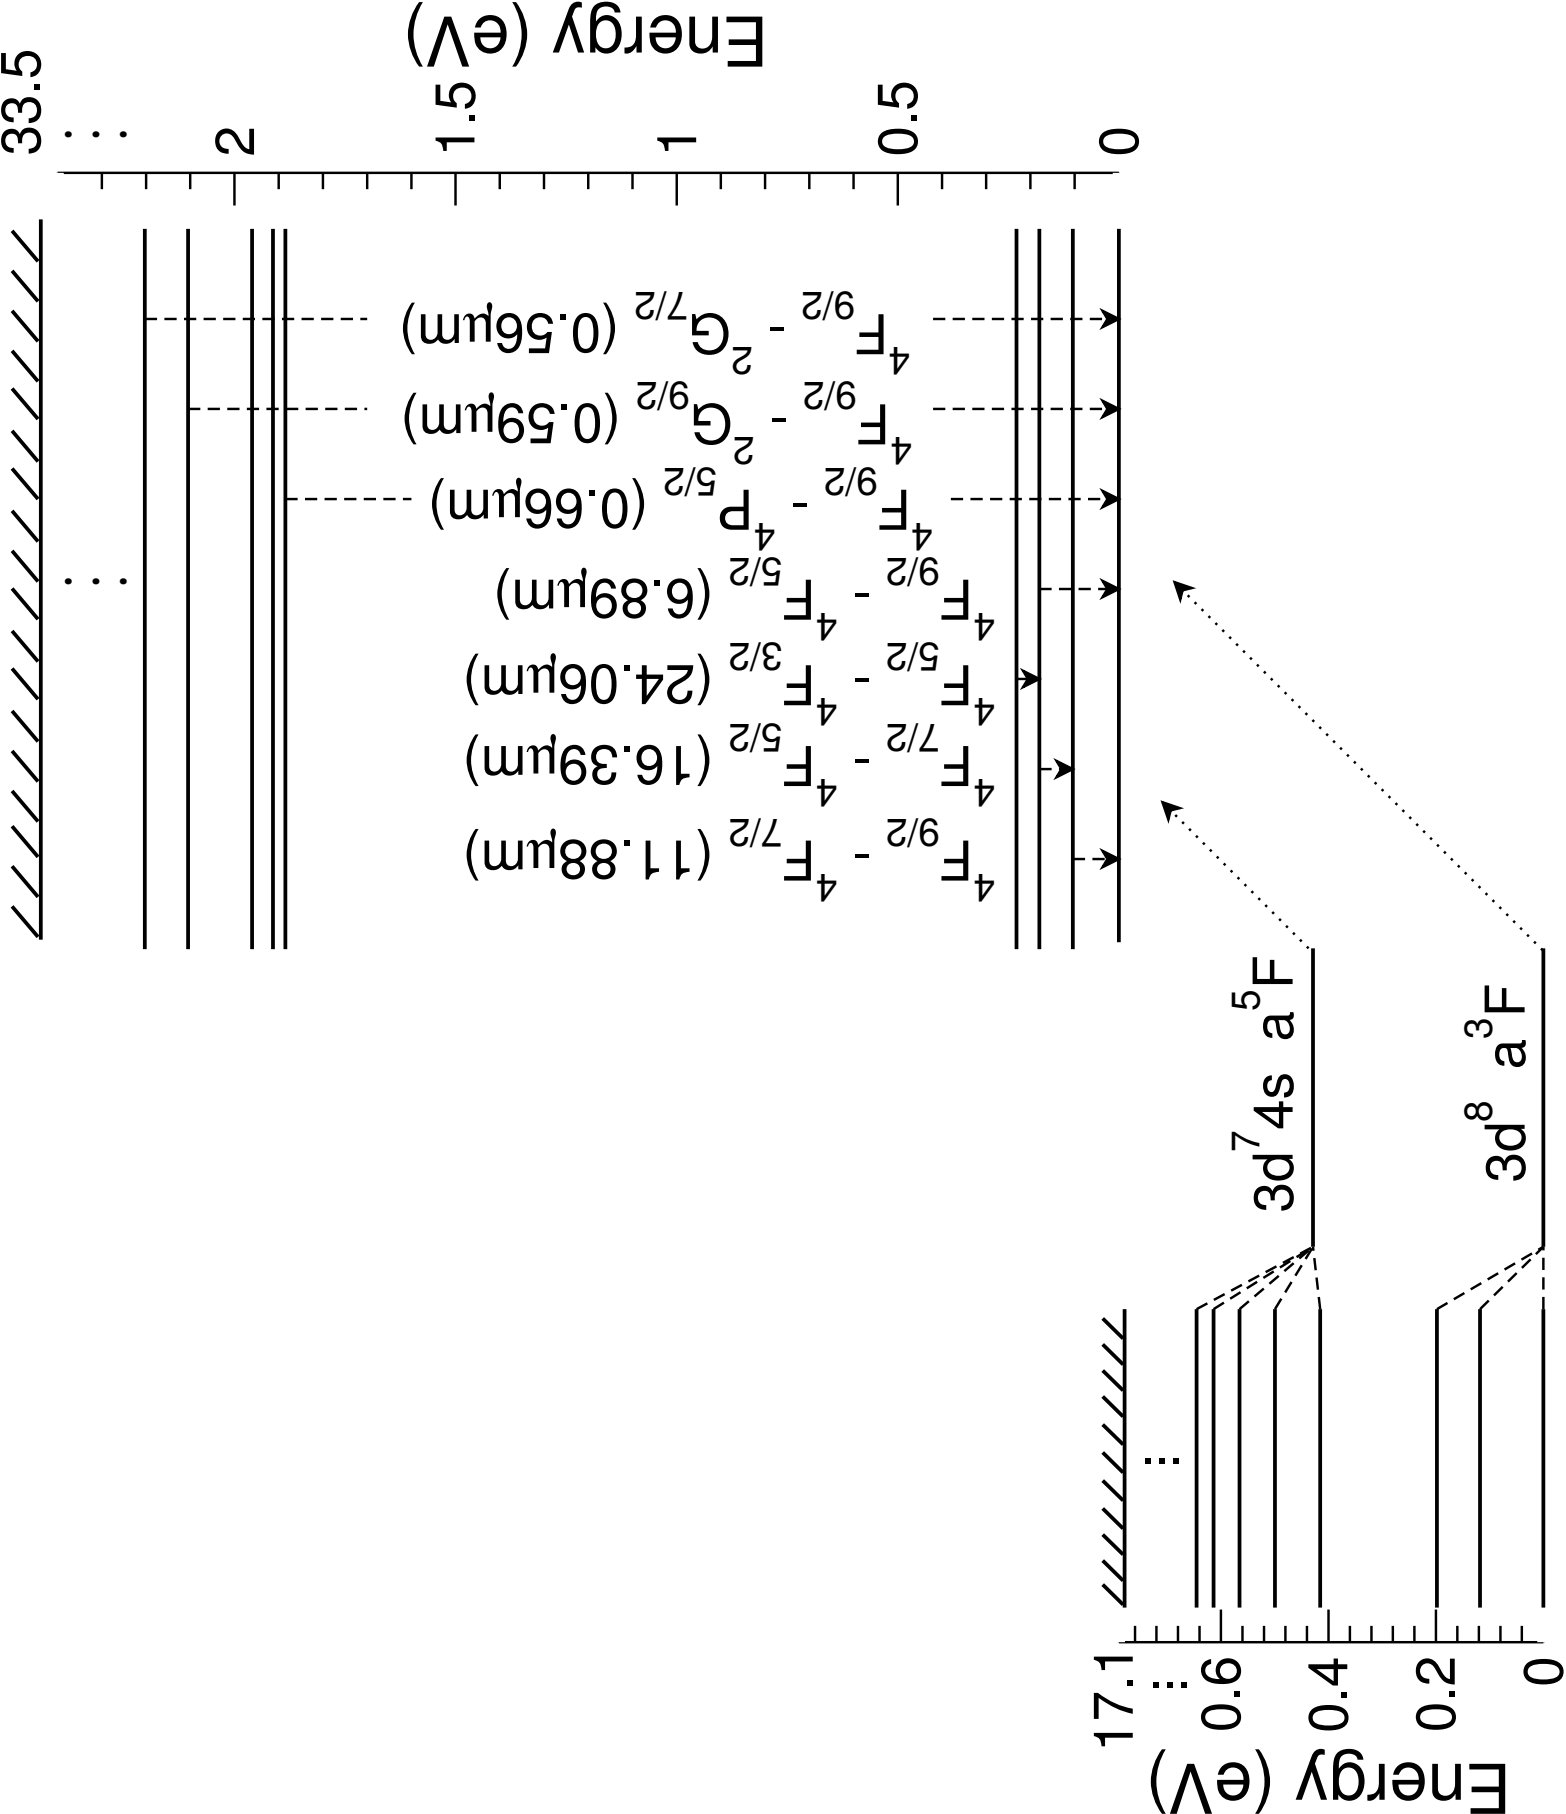 33.5
. . .
2
1.5
1
0.5
0
Energy (eV)
. . .
⁴F9/2 - ²G7/2 (0.56µm)
⁴F9/2 - ²G9/2 (0.59µm)
⁴F9/2 - ⁴P5/2 (0.66µm)
⁴F9/2 - ⁴F5/2 (6.89µm)
⁴F5/2 - ⁴F3/2 (24.06µm)
⁴F7/2 - ⁴F5/2 (16.39µm)
⁴F9/2 - ⁴F7/2 (11.88µm)
3d⁷4s a⁵F
3d⁸ a³F
...
17.1
...
0.6
0.4
0.2
0
Energy (eV)